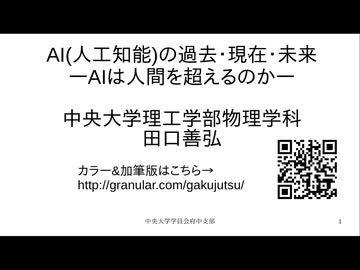 AI(人工知能)の過去･現在･未来
ーAIは人間を超えるのかー
中央大学理工学部物理学科
田口善弘
カラー&加筆版はこちら→
http://granular.com/gakujutsu/
中央大学学員会府中支部
1